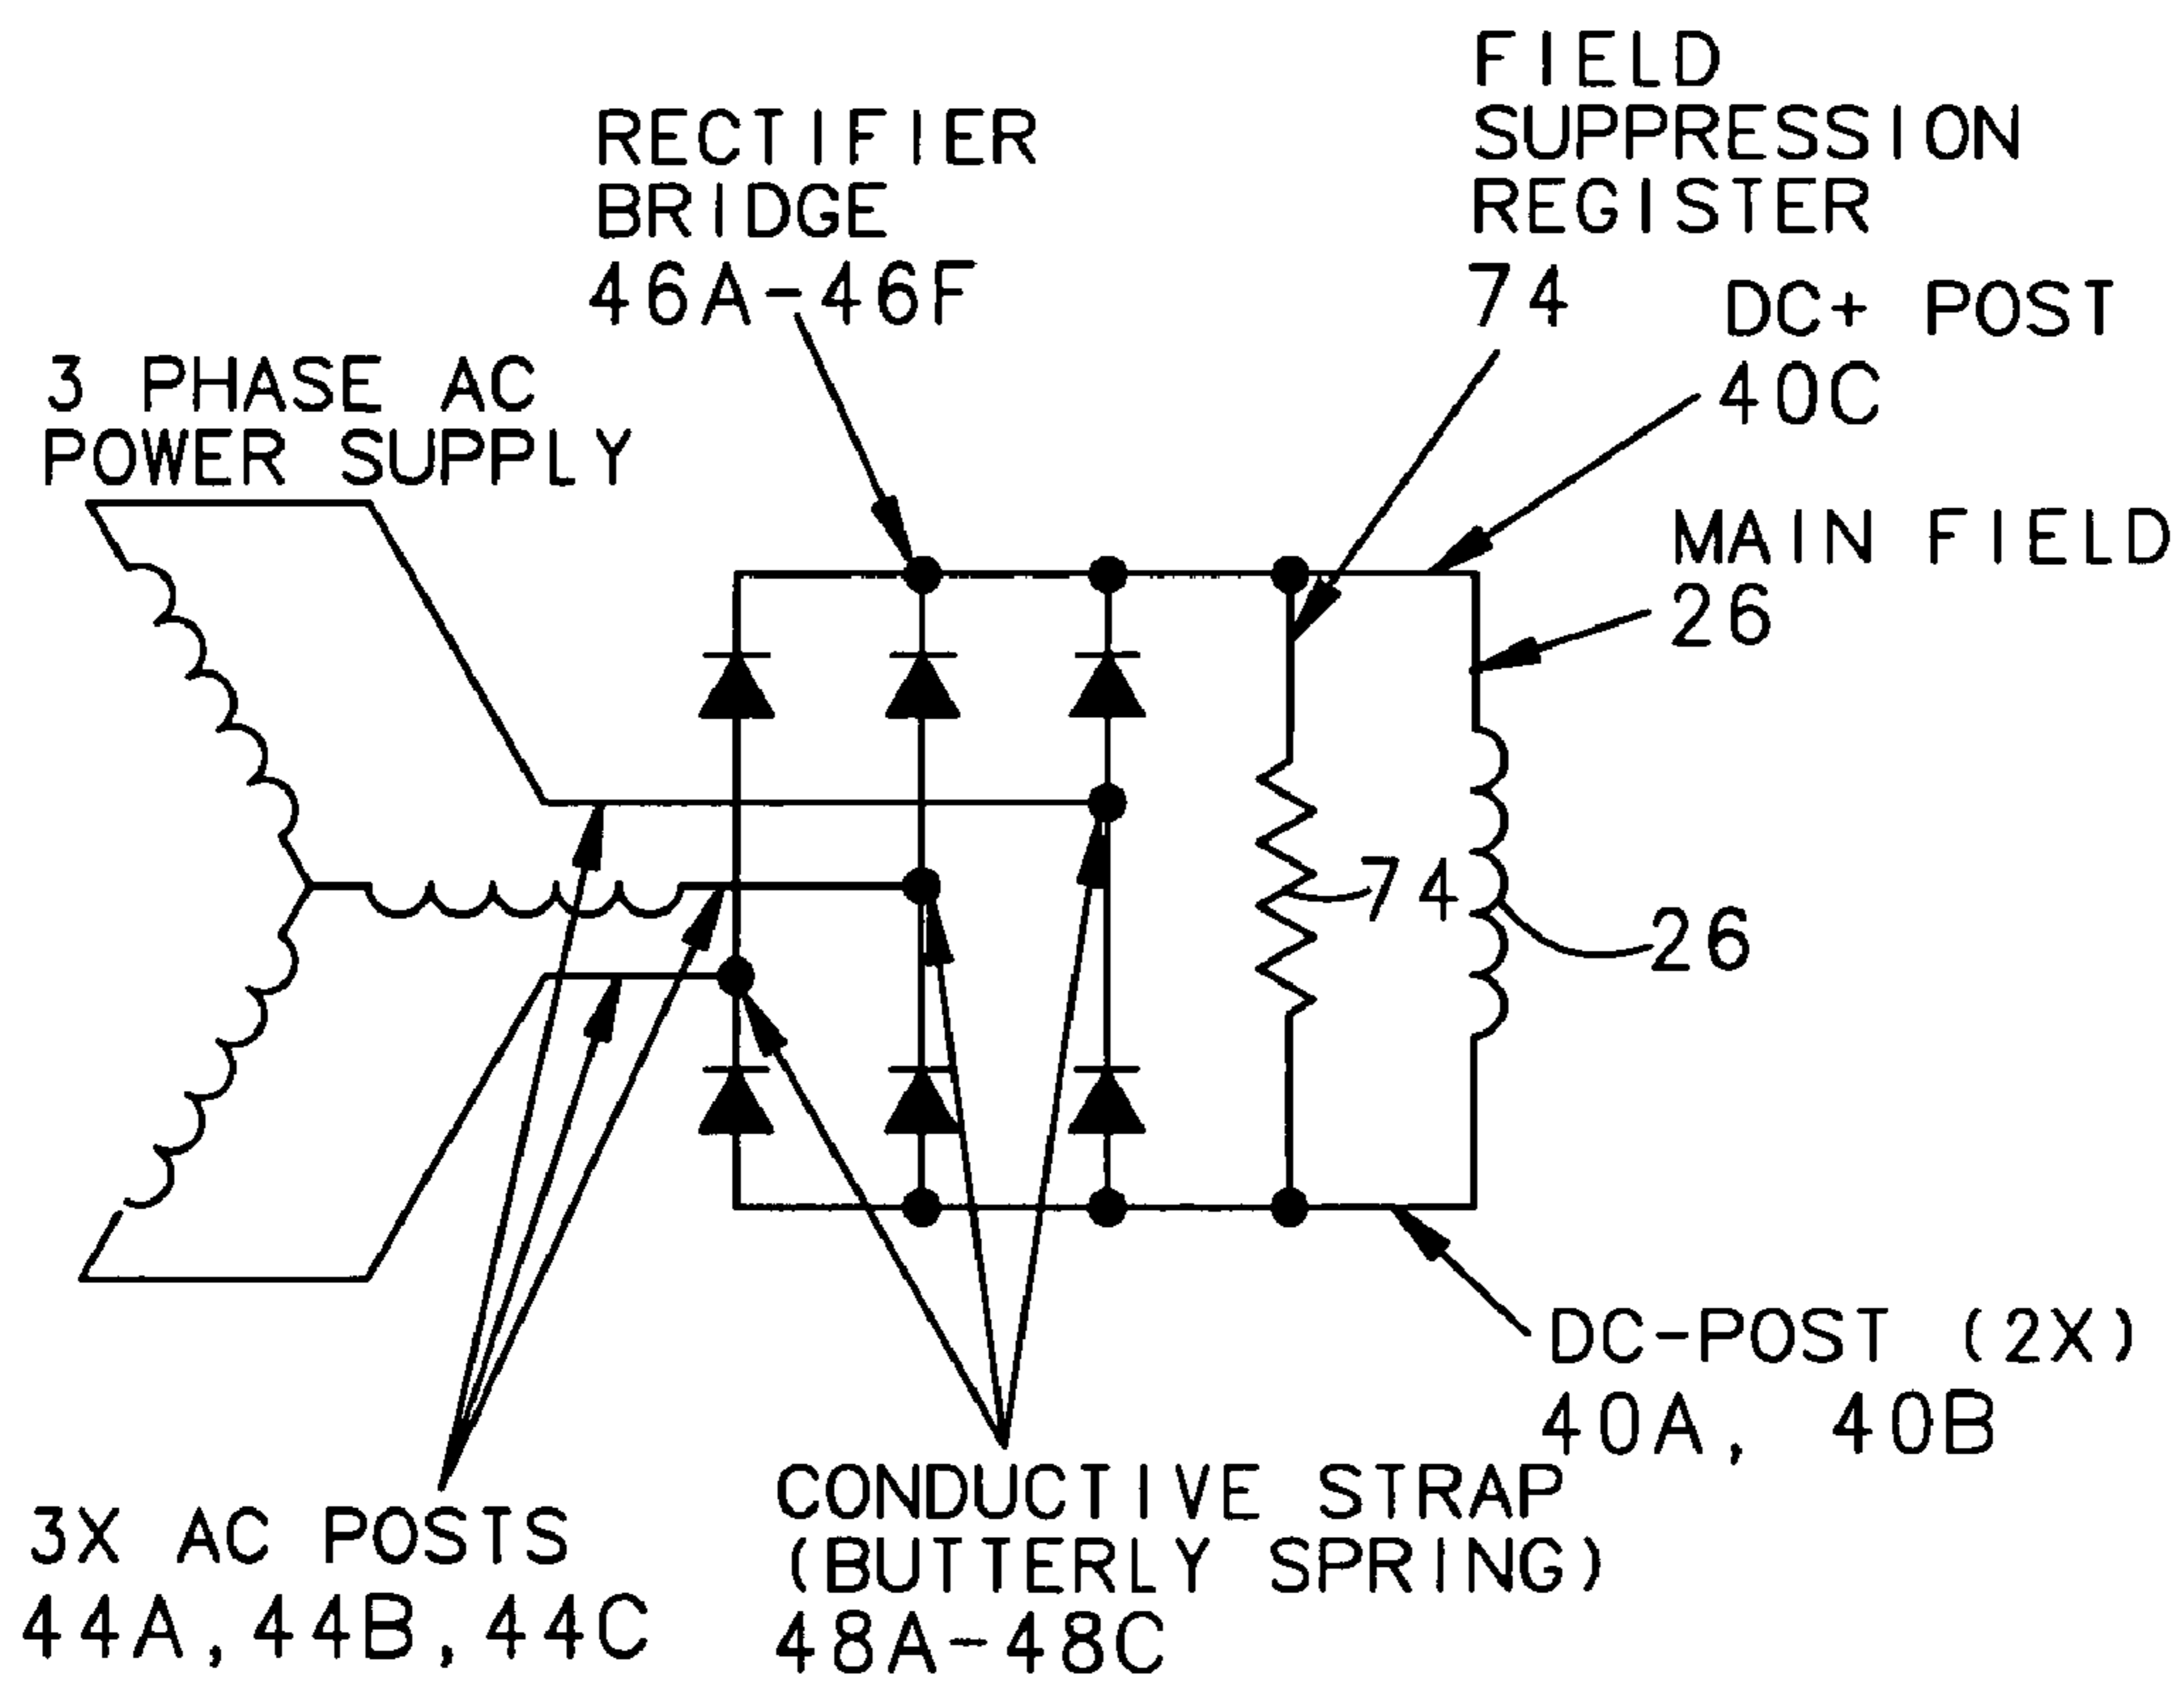 FIELD
SUPPRESSION
REGISTER
74
RECTIFIER
BRIDGE
46A-46F
DC+ POST
40C
3 PHASE AC
POWER SUPPLY
MAIN FIELD
26
74
26
DC-POST (2X)
40A, 40B
CONDUCTIVE STRAP
(BUTTERLY SPRING)
48A-48C
3X AC POSTS
44A,44B,44C